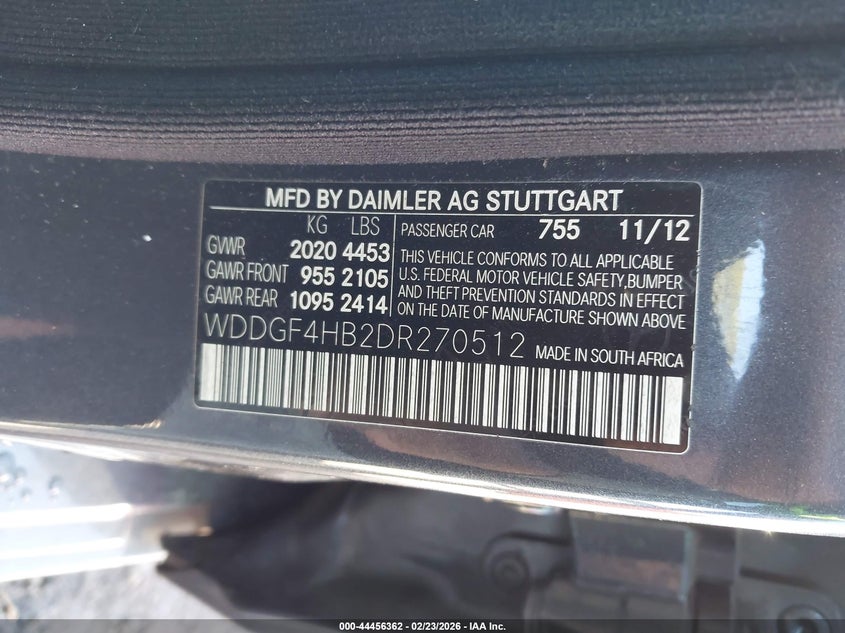 MFD BY DAIMLER AG STUTTGART
KG LBS PASSENGER CAR 755 11/12
GVWR 2020 4453
GAWR FRONT 955 2105
GAWR REAR 1095 2414
THIS VEHICLE CONFORMS TO ALL APPLICABLE
U.S. FEDERAL MOTOR VEHICLE SAFETY,BUMPER
AND THEFT PREVENTION STANDARDS IN EFFECT
ON THE DATE OF MANUFACTURE SHOWN ABOVE
WDDGF4HB2DR270512 MADE IN SOUTH AFRICA
000-44456362 - 02/23/2026 - IAA Inc.